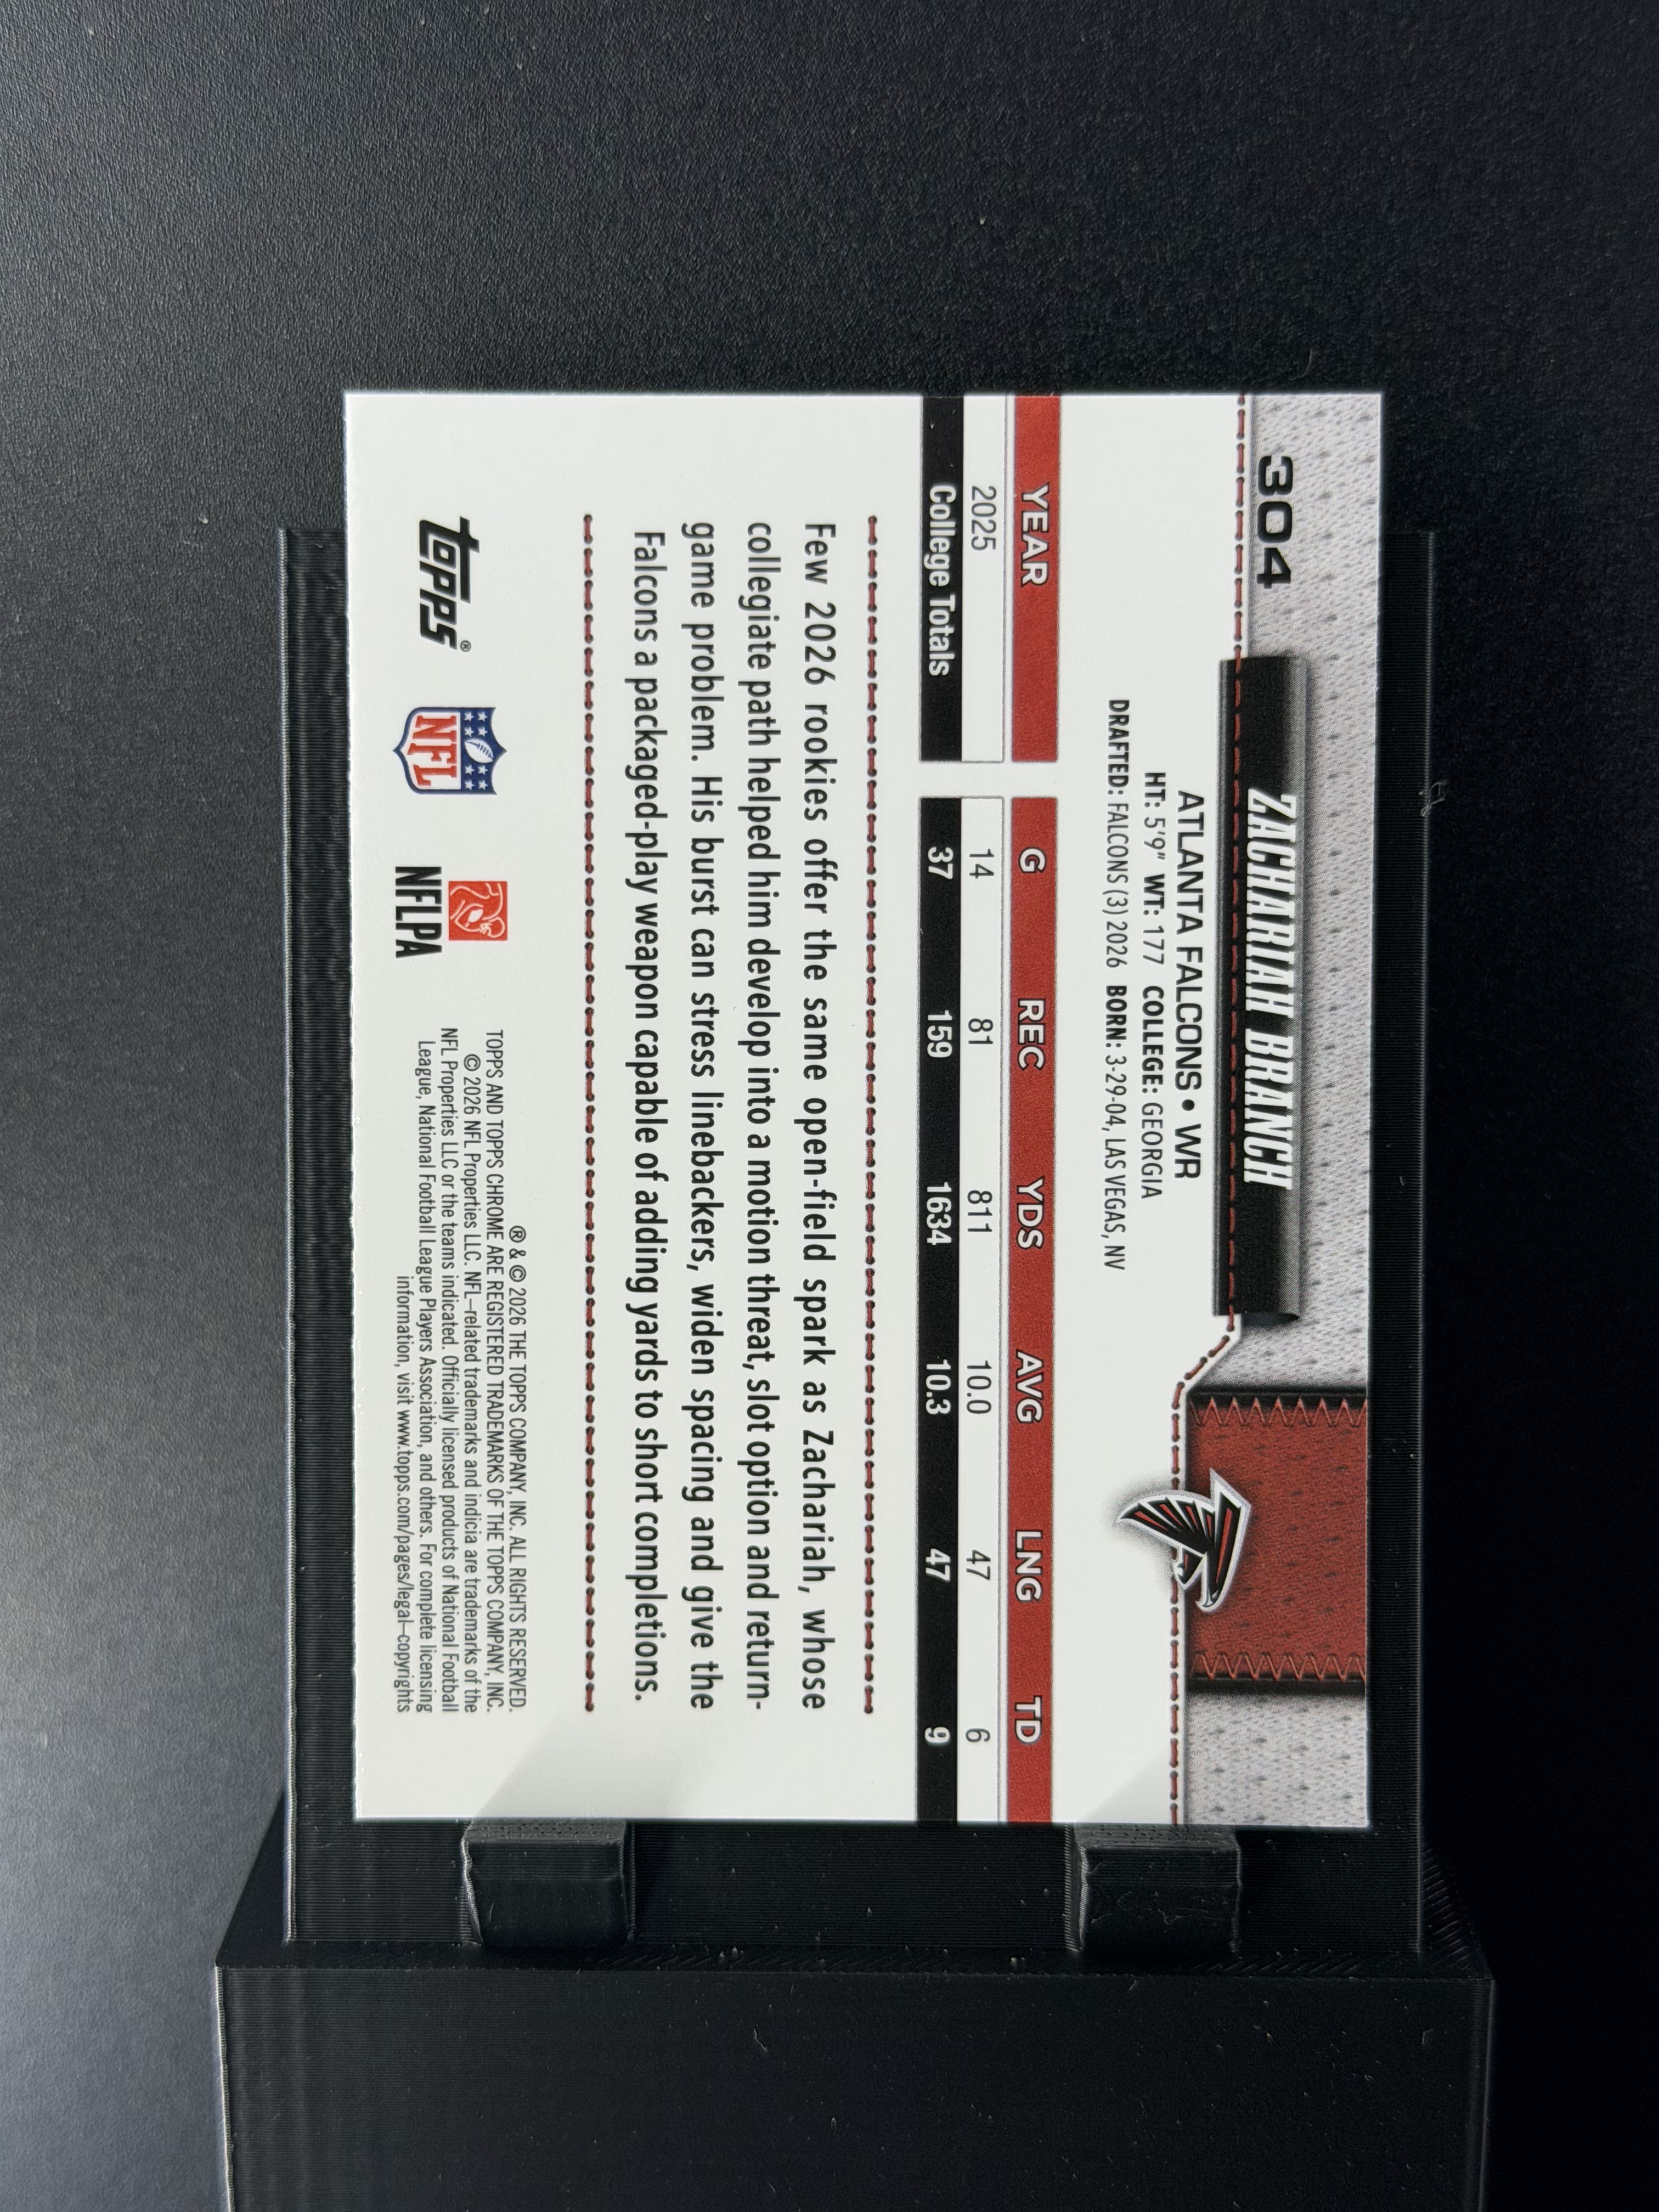 304
ZACHARIAH BRANCH
ATLANTA FALCONS • WR
HT: 5'9" WT: 177 COLLEGE: GEORGIA
DRAFTED: FALCONS (3) 2026 BORN: 3-29-04, LAS VEGAS, NV
YEAR G REC YDS AVG LNG TD
2025 14 81 811 10.0 47 6
College Totals 37 159 1634 10.3 47 9
Few 2026 rookies offer the same open-field spark as Zachariah, whose
collegiate path helped him develop into a motion threat, slot option and return-
game problem. His burst can stress linebackers, widen spacing and give the
Falcons a packaged-play weapon capable of adding yards to short completions.
topps®
NFL
NFLPA
® & © 2026 THE TOPPS COMPANY, INC. ALL RIGHTS RESERVED.
TOPPS AND TOPPS CHROME ARE REGISTERED TRADEMARKS OF THE TOPPS COMPANY, INC.
© 2026 NFL Properties LLC. NFL–related trademarks and indicia are trademarks of the
NFL Properties LLC or the teams indicated. Officially licensed products of National Football
League, National Football League Players Association, and others. For complete licensing
information, visit www.topps.com/pages/legal–copyrights